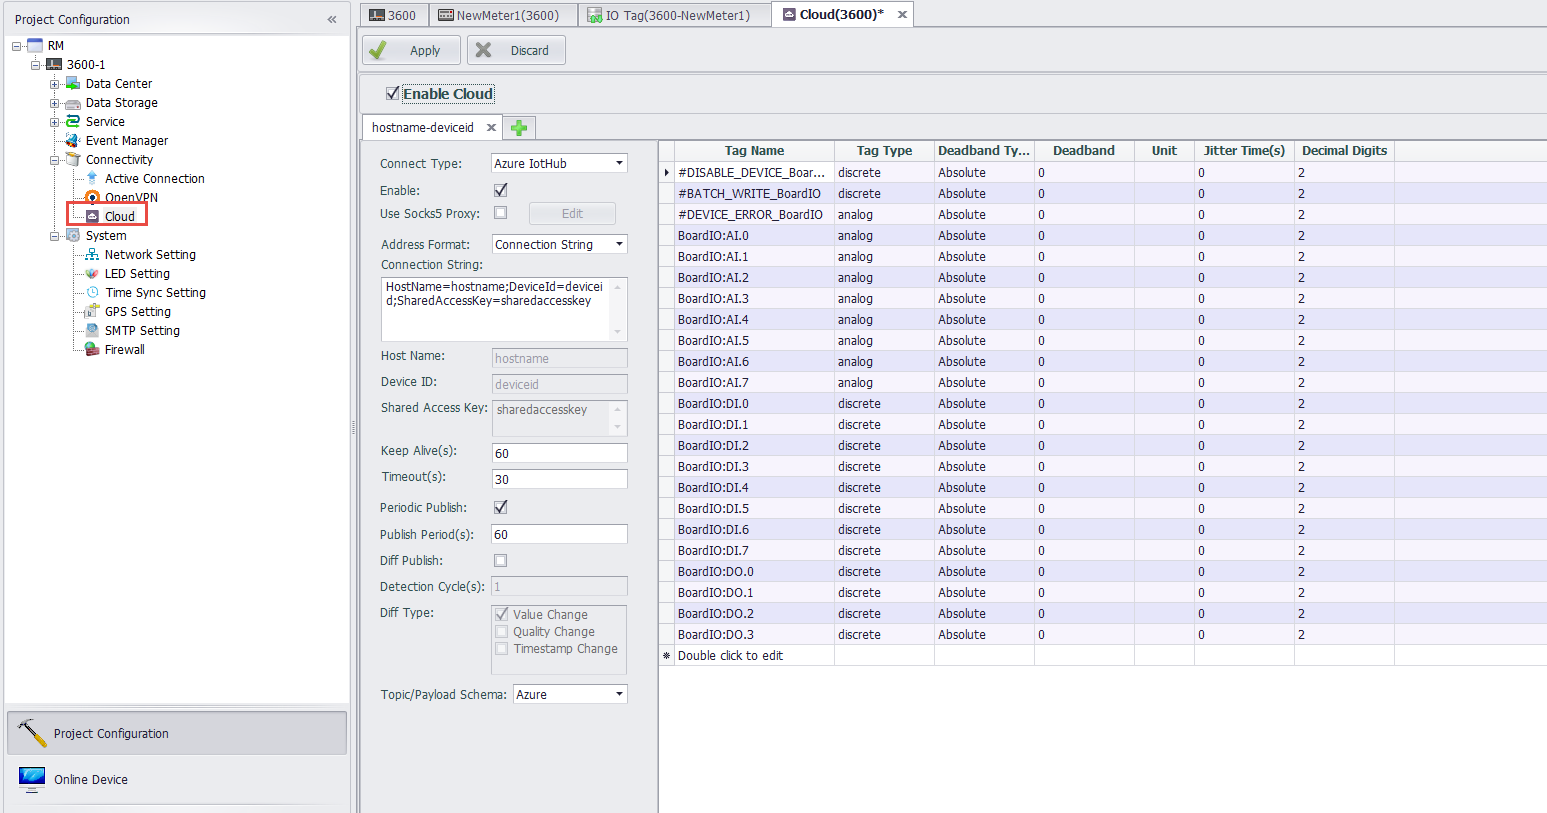 Project Configuration «
RM
3600-1
Data Center
Data Storage
Service
Event Manager
Connectivity
Active Connection
OpenVPN
Cloud
System
Network Setting
LED Setting
Time Sync Setting
GPS Setting
SMTP Setting
Firewall
Project Configuration
Online Device
3600 NewMeter1(3600) IO Tag(3600-NewMeter1) Cloud(3600)*
Apply Discard
Enable Cloud
hostname-deviceid
Connect Type: Azure IotHub
Enable:
Use Socks5 Proxy: Edit
Address Format: Connection String
Connection String:
HostName=hostname;DeviceId=devicei
d;SharedAccessKey=sharedaccesskey
Host Name: hostname
Device ID: deviceid
Shared Access Key: sharedaccesskey
Keep Alive(s): 60
Timeout(s): 30
Periodic Publish:
Publish Period(s): 60
Diff Publish:
Detection Cycle(s): 1
Diff Type: Value Change
Quality Change
Timestamp Change
Topic/Payload Schema: Azure
Tag Name Tag Type Deadband Ty... Deadband Unit Jitter Time(s) Decimal Digits
#DISABLE_DEVICE_Boar... discrete Absolute 0 0 2
#BATCH_WRITE_BoardIO discrete Absolute 0 0 2
#DEVICE_ERROR_BoardIO analog Absolute 0 0 2
BoardIO:AI.0 analog Absolute 0 0 2
BoardIO:AI.1 analog Absolute 0 0 2
BoardIO:AI.2 analog Absolute 0 0 2
BoardIO:AI.3 analog Absolute 0 0 2
BoardIO:AI.4 analog Absolute 0 0 2
BoardIO:AI.5 analog Absolute 0 0 2
BoardIO:AI.6 analog Absolute 0 0 2
BoardIO:AI.7 analog Absolute 0 0 2
BoardIO:DI.0 discrete Absolute 0 0 2
BoardIO:DI.1 discrete Absolute 0 0 2
BoardIO:DI.2 discrete Absolute 0 0 2
BoardIO:DI.3 discrete Absolute 0 0 2
BoardIO:DI.4 discrete Absolute 0 0 2
BoardIO:DI.5 discrete Absolute 0 0 2
BoardIO:DI.6 discrete Absolute 0 0 2
BoardIO:DI.7 discrete Absolute 0 0 2
BoardIO:DO.0 discrete Absolute 0 0 2
BoardIO:DO.1 discrete Absolute 0 0 2
BoardIO:DO.2 discrete Absolute 0 0 2
BoardIO:DO.3 discrete Absolute 0 0 2
Double click to edit